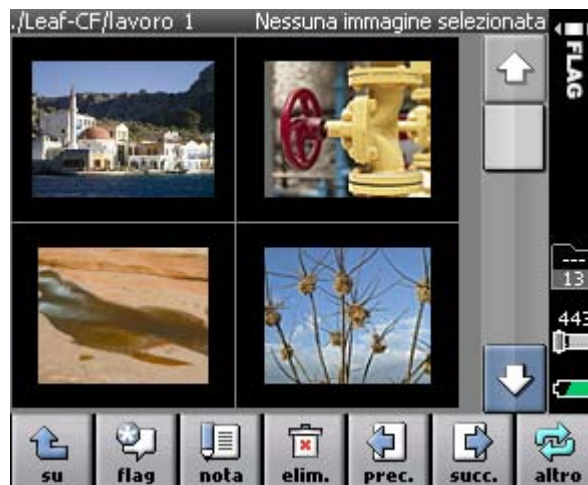 ./Leaf-CF/lavoro 1 Nessuna immagine selezionata
FLAG
---
13
443
su flag nota elim. prec. succ. altro